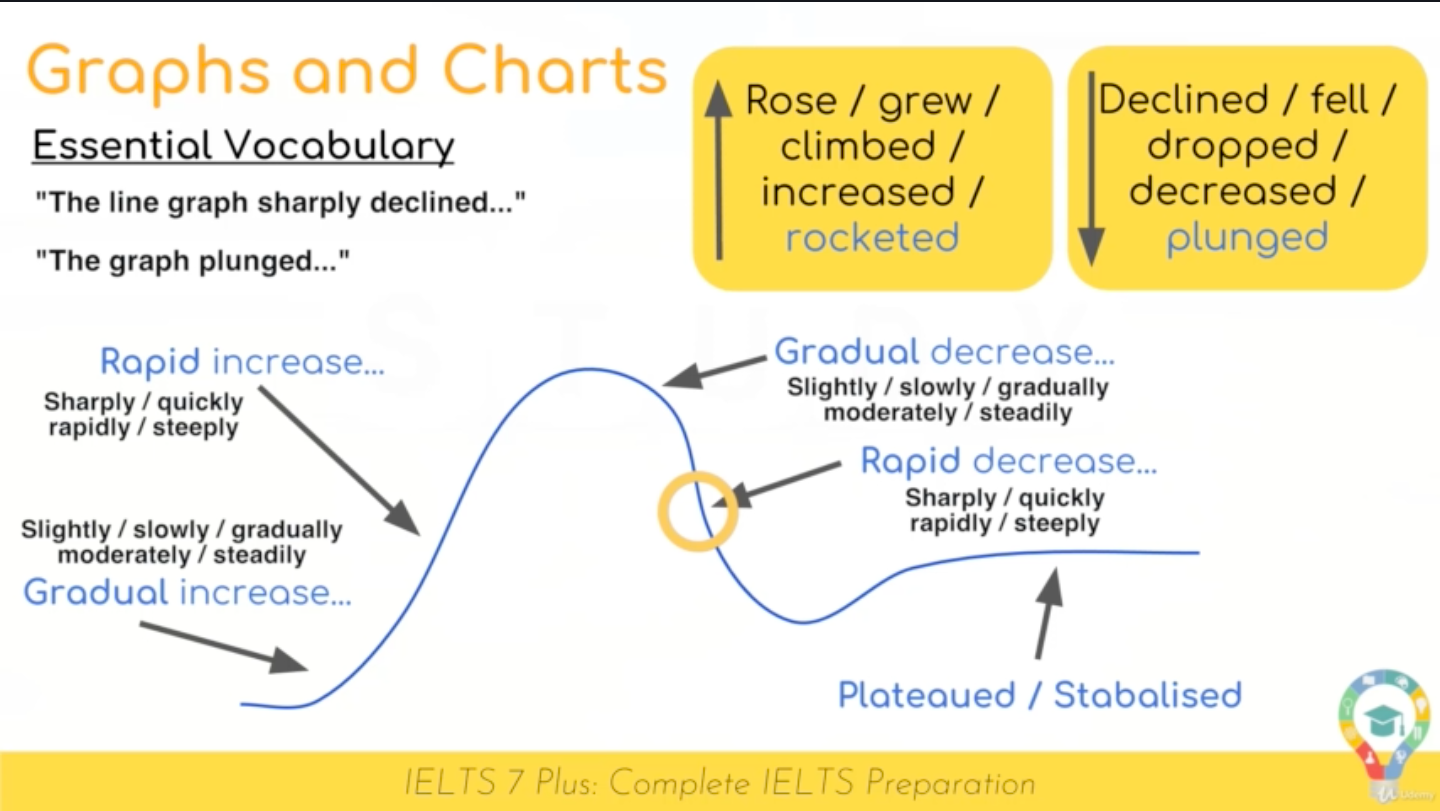 Graphs and Charts
Essential Vocabulary
"The line graph sharply declined..."
"The graph plunged..."
Rose / grew /
climbed /
increased /
rocketed
Declined / fell /
dropped /
decreased /
plunged
STUDY
Rapid increase...
Sharply / quickly
rapidly / steeply
Slightly / slowly / gradually
moderately / steadily
Gradual increase...
Gradual decrease...
Slightly / slowly / gradually
moderately / steadily
Rapid decrease...
Sharply / quickly
rapidly / steeply
Plateaued / Stabalised
IELTS 7 Plus: Complete IELTS Preparation
Udemy